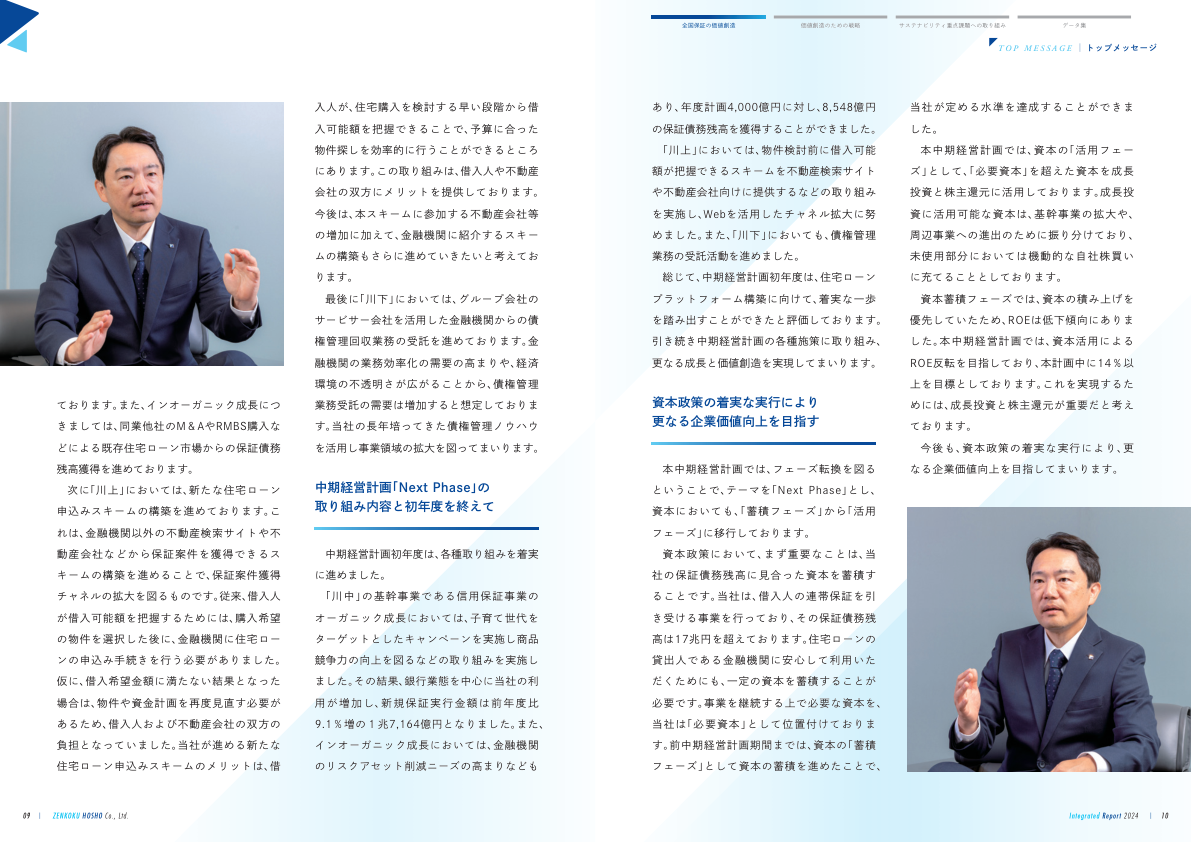 全国保証の価値創造
価値創造のための戦略
サステナビリティ重点課題への取り組み
データ集
TOP MESSAGE | トップメッセージ
ております。また、インオーガニック成長につ
きましては、同業他社のM＆AやRMBS購入な
どによる既存住宅ローン市場からの保証債務
残高獲得を進めております。
次に「川上」においては、新たな住宅ローン
申込みスキームの構築を進めております。こ
れは、金融機関以外の不動産検索サイトや不
動産会社などから保証案件を獲得できるス
キームの構築を進めることで、保証案件獲得
チャネルの拡大を図るものです。従来、借入人
が借入可能額を把握するためには、購入希望
の物件を選択した後に、金融機関に住宅ロー
ンの申込み手続きを行う必要がありました。
仮に、借入希望金額に満たない結果となった
場合は、物件や資金計画を再度見直す必要が
あるため、借入人および不動産会社の双方の
負担となっていました。当社が進める新たな
住宅ローン申込みスキームのメリットは、借
入人が、住宅購入を検討する早い段階から借
入可能額を把握できることで、予算に合った
物件探しを効率的に行うことができるところ
にあります。この取り組みは、借入人や不動産
会社の双方にメリットを提供しております。
今後は、本スキームに参加する不動産会社等
の増加に加えて、金融機関に紹介するスキー
ムの構築もさらに進めていきたいと考えてお
ります。
最後に「川下」においては、グループ会社の
サービサー会社を活用した金融機関からの債
権管理回収業務の受託を進めております。金
融機関の業務効率化の需要の高まりや、経済
環境の不透明さが広がることから、債権管理
業務受託の需要は増加すると想定しておりま
す。当社の長年培ってきた債権管理ノウハウ
を活用し事業領域の拡大を図ってまいります。
中期経営計画「Next Phase」の
取り組み内容と初年度を終えて
中期経営計画初年度は、各種取り組みを着実
に進めました。
「川中」の基幹事業である信用保証事業の
オーガニック成長においては、子育て世代を
ターゲットとしたキャンペーンを実施し商品
競争力の向上を図るなどの取り組みを実施し
ました。その結果、銀行業態を中心に当社の利
用が増加し、新規保証実行金額は前年度比
9.1％増の１兆7,164億円となりました。また、
インオーガニック成長においては、金融機関
のリスクアセット削減ニーズの高まりなども
あり、年度計画4,000億円に対し、8,548億円
の保証債務残高を獲得することができました。
「川上」においては、物件検討前に借入可能
額が把握できるスキームを不動産検索サイト
や不動産会社向けに提供するなどの取り組み
を実施し、Webを活用したチャネル拡大に努
めました。また、「川下」においても、債権管理
業務の受託活動を進めました。
総じて、中期経営計画初年度は、住宅ローン
プラットフォーム構築に向けて、着実な一歩
を踏み出すことができたと評価しております。
引き続き中期経営計画の各種施策に取り組み、
更なる成長と価値創造を実現してまいります。
資本政策の着実な実行により
更なる企業価値向上を目指す
本中期経営計画では、フェーズ転換を図る
ということで、テーマを「Next Phase」とし、
資本においても、「蓄積フェーズ」から「活用
フェーズ」に移行しております。
資本政策において、まず重要なことは、当
社の保証債務残高に見合った資本を蓄積す
ることです。当社は、借入人の連帯保証を引
き受ける事業を行っており、その保証債務残
高は17兆円を超えております。住宅ローンの
貸出人である金融機関に安心して利用いた
だくためにも、一定の資本を蓄積することが
必要です。事業を継続する上で必要な資本を、
当社は「必要資本」として位置付けておりま
す。前中期経営計画期間までは、資本の「蓄積
フェーズ」として資本の蓄積を進めたことで、
当社が定める水準を達成することができま
した。
本中期経営計画では、資本の「活用フェー
ズ」として、「必要資本」を超えた資本を成長
投資と株主還元に活用しております。成長投
資に活用可能な資本は、基幹事業の拡大や、
周辺事業への進出のために振り分けており、
未使用部分においては機動的な自社株買い
に充てることとしております。
資本蓄積フェーズでは、資本の積み上げを
優先していたため、ROEは低下傾向にありま
した。本中期経営計画では、資本活用による
ROE反転を目指しており、本計画中に14％以
上を目標としております。これを実現するた
めには、成長投資と株主還元が重要だと考え
ております。
今後も、資本政策の着実な実行により、更
なる企業価値向上を目指してまいります。
09 | ZENKOKU HOSHO Co., Ltd.
Integrated Report 2024 | 10